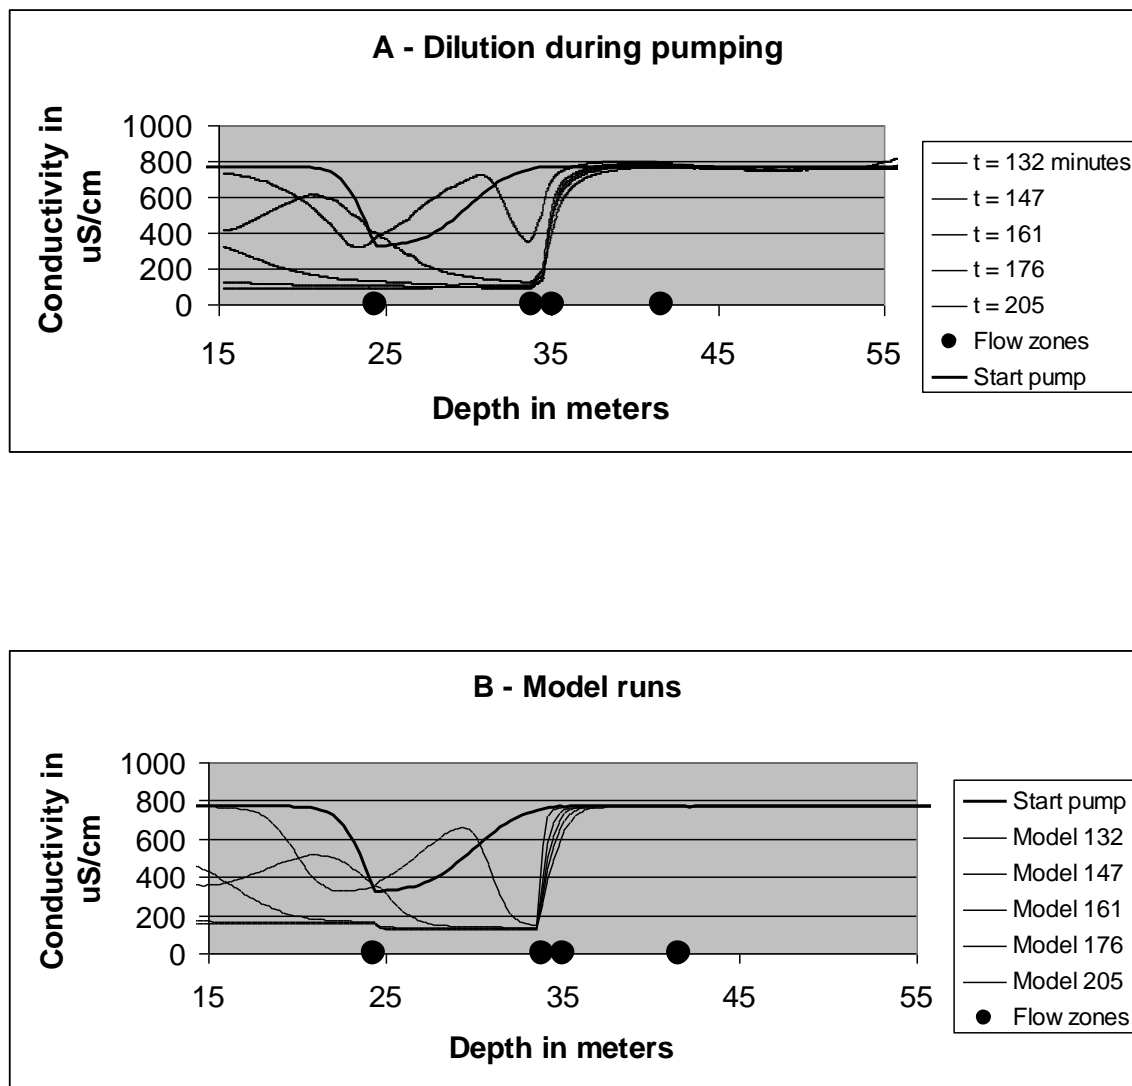 A - Dilution during pumping
Conductivity in
uS/cm
1000
800
600
400
200
0
15 25 35 45 55
Depth in meters
t = 132 minutes
t = 147
t = 161
t = 176
t = 205
Flow zones
Start pump
B - Model runs
Conductivity in
uS/cm
1000
800
600
400
200
0
15 25 35 45 55
Depth in meters
Start pump
Model 132
Model 147
Model 161
Model 176
Model 205
Flow zones